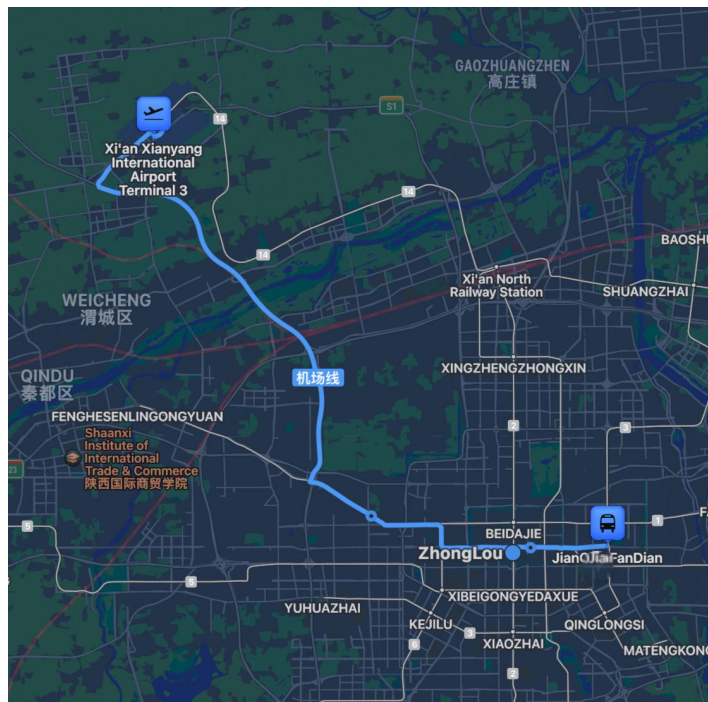 GAOZHUANGZHEN
高庄镇
S1
14
Xi'an Xianyang
International
Airport
Terminal 3
14
14
BAOSHU
Xi'an North
Railway Station
SHUANGZHAI
WEICHENG
渭城区
QINDU
秦都区
机场线
XINGZHENGZHONGXIN
FENGHESENLINGONGYUAN
Shaanxi
Institute of
International
Trade & Commerce
陕西国际商贸学院
2
3
23
5
BEIDAJIE
1
FA
ZhongLou
FanDian
5
XIBEIGONGYEDAXUE
YUHUAZHAI
KEJILU
3
QINGLONGSI
6
XIAOZHAI
MATENGKONG
2